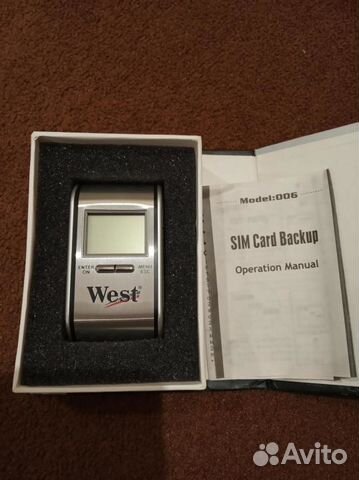 Model:006
SIM Card Backup
Operation Manual
ENTER MENU
ON ESC
West®
Avito